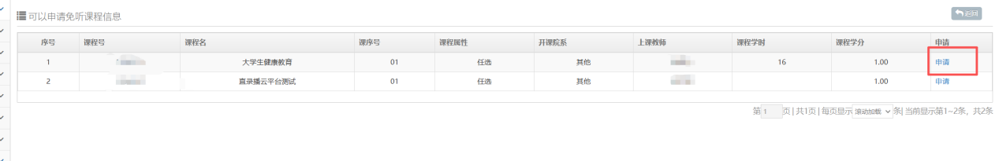 可以申请免听课程信息
返回
序号 课程号 课程名 课序号 课程属性 开课院系 上课教师 课程学时 课程学分 申请
1 大学生健康教育 01 任选 其他 16 1.00 申请
2 直录播云平台测试 01 任选 其他 1.00 申请
第 1 页|共1页|每页显示 滚动加载 条|当前显示第1~2条，共2条